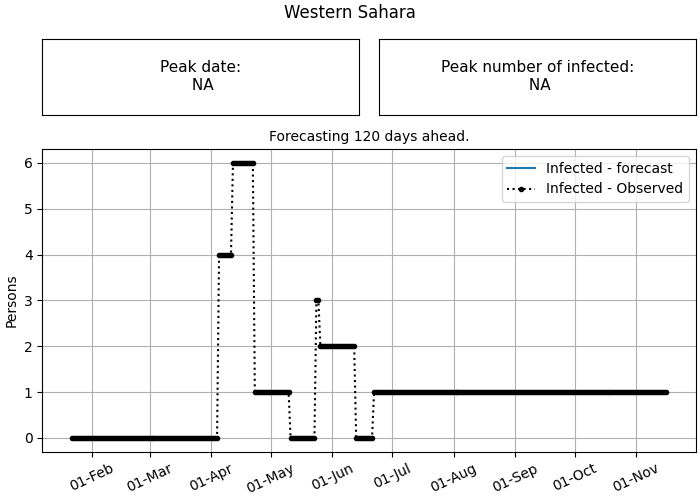 Western Sahara
Peak date:
NA
Peak number of infected:
NA
Forecasting 120 days ahead.
Infected - forecast
Infected - Observed
Persons
6
5
4
3
2
1
0
01-Feb
01-Mar
01-Apr
01-May
01-Jun
01-Jul
01-Aug
01-Sep
01-Oct
01-Nov